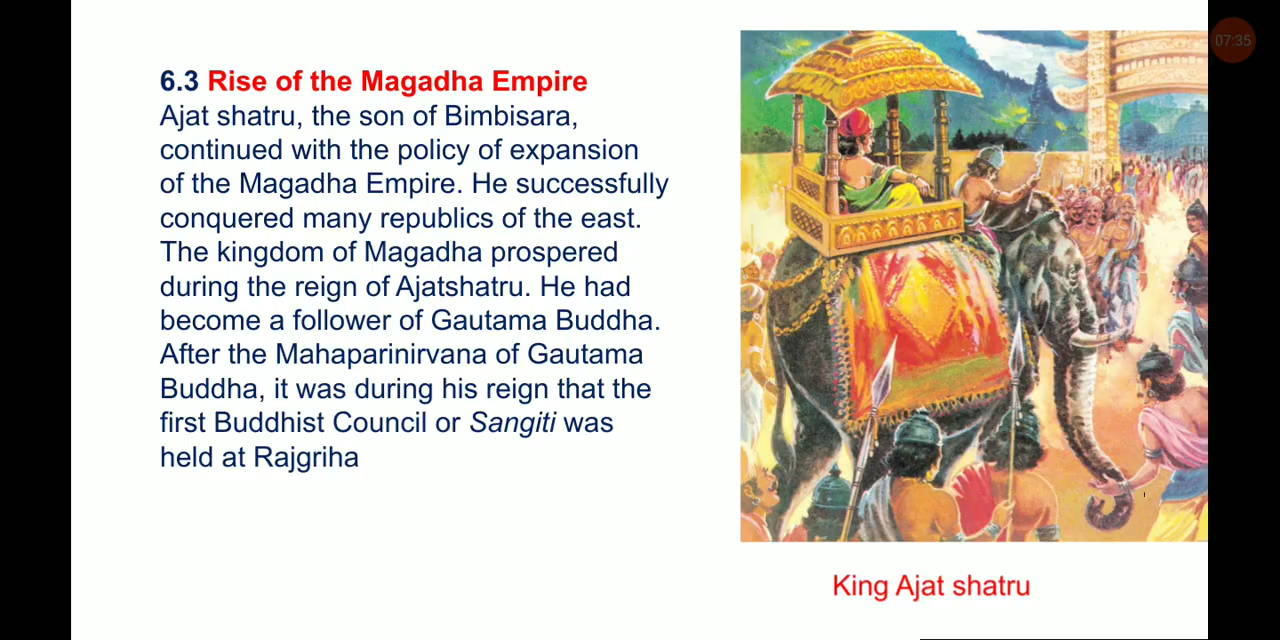 07:35
6.3 Rise of the Magadha Empire
Ajat shatru, the son of Bimbisara,
continued with the policy of expansion
of the Magadha Empire. He successfully
conquered many republics of the east.
The kingdom of Magadha prospered
during the reign of Ajatshatru. He had
become a follower of Gautama Buddha.
After the Mahaparinirvana of Gautama
Buddha, it was during his reign that the
first Buddhist Council or Sangiti was
held at Rajgriha
King Ajat shatru